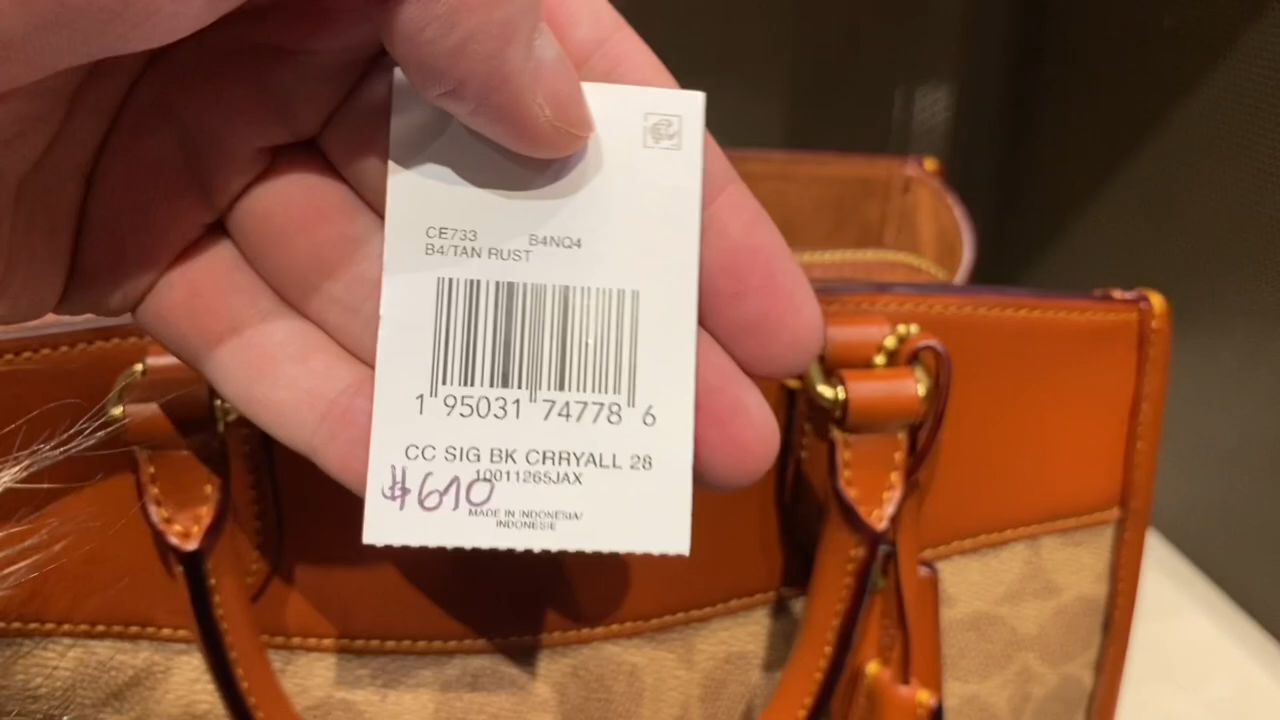 CE733 B4NQ4
B4/TAN RUST
1 95031 74778 6
CC SIG BK CRRYALL 28
10011265JAX
$610
MADE IN INDONESIA/
INDONESIE